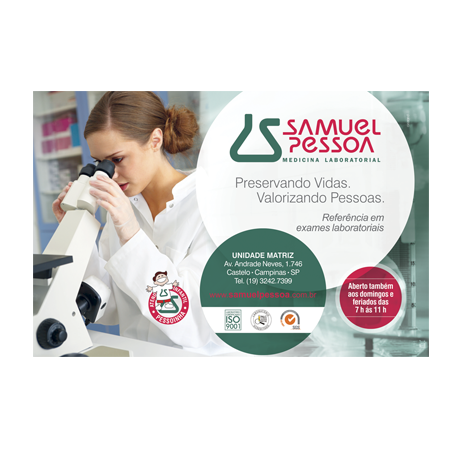 SAMUEL
PESSOA
MEDICINA LABORATORIAL
Preservando Vidas.
Valorizando Pessoas.
Referência em
exames laboratoriais
UNIDADE MATRIZ
Av. Andrade Neves, 1.746
Castelo • Campinas • SP
Tel. (19) 3242.7399
Aberto também
aos domingos e
feriados das
7 h às 11 h
ISO
9001